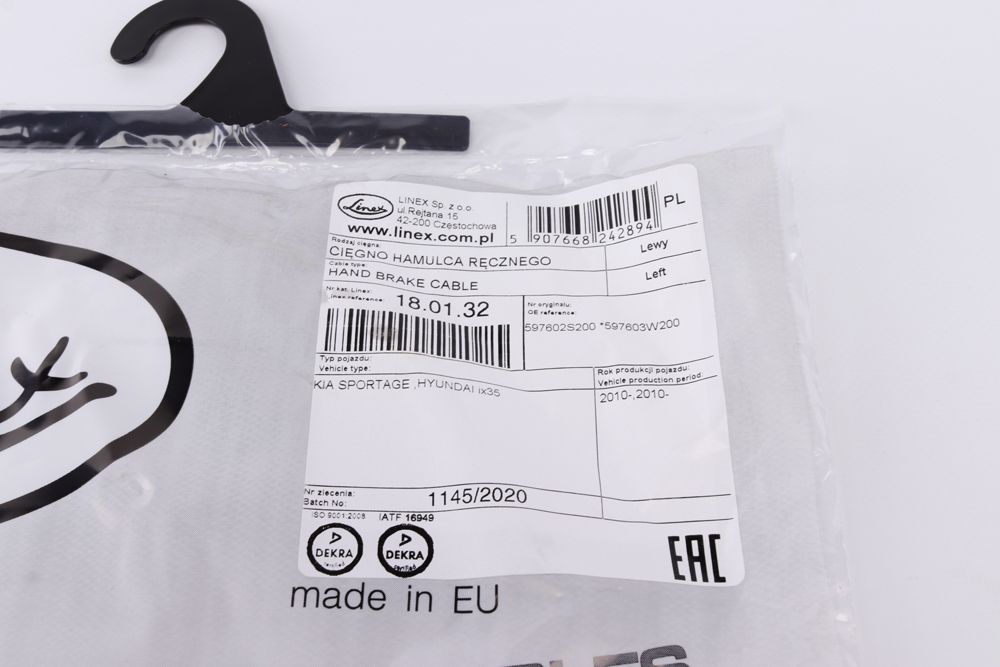 Linex
LINEX Sp. z o.o.
ul.Rejtana 16
42-200 Częstochowa
www.linex.com.pl
5 907668 242894
PL
Rodzaj cięgna:
CIĘGNO HAMULCA RĘCZNEGO
Lewy
Cable type:
HAND BRAKE CABLE
Left
Nr kat. Linex:
Linex reference:
18.01.32
Nr oryginału:
OE reference:
597602S200 *597603W200
Typ pojazdu:
Vehicle type:
KIA SPORTAGE ,HYUNDAI ix35
Rok produkcji pojazdu:
Vehicle production period:
2010-,2010-
Nr zlecenia:
Batch No:
1145/2020
ISO 9001:2008
IATF 16949
DEKRA
DEKRA
EAC
made in EU